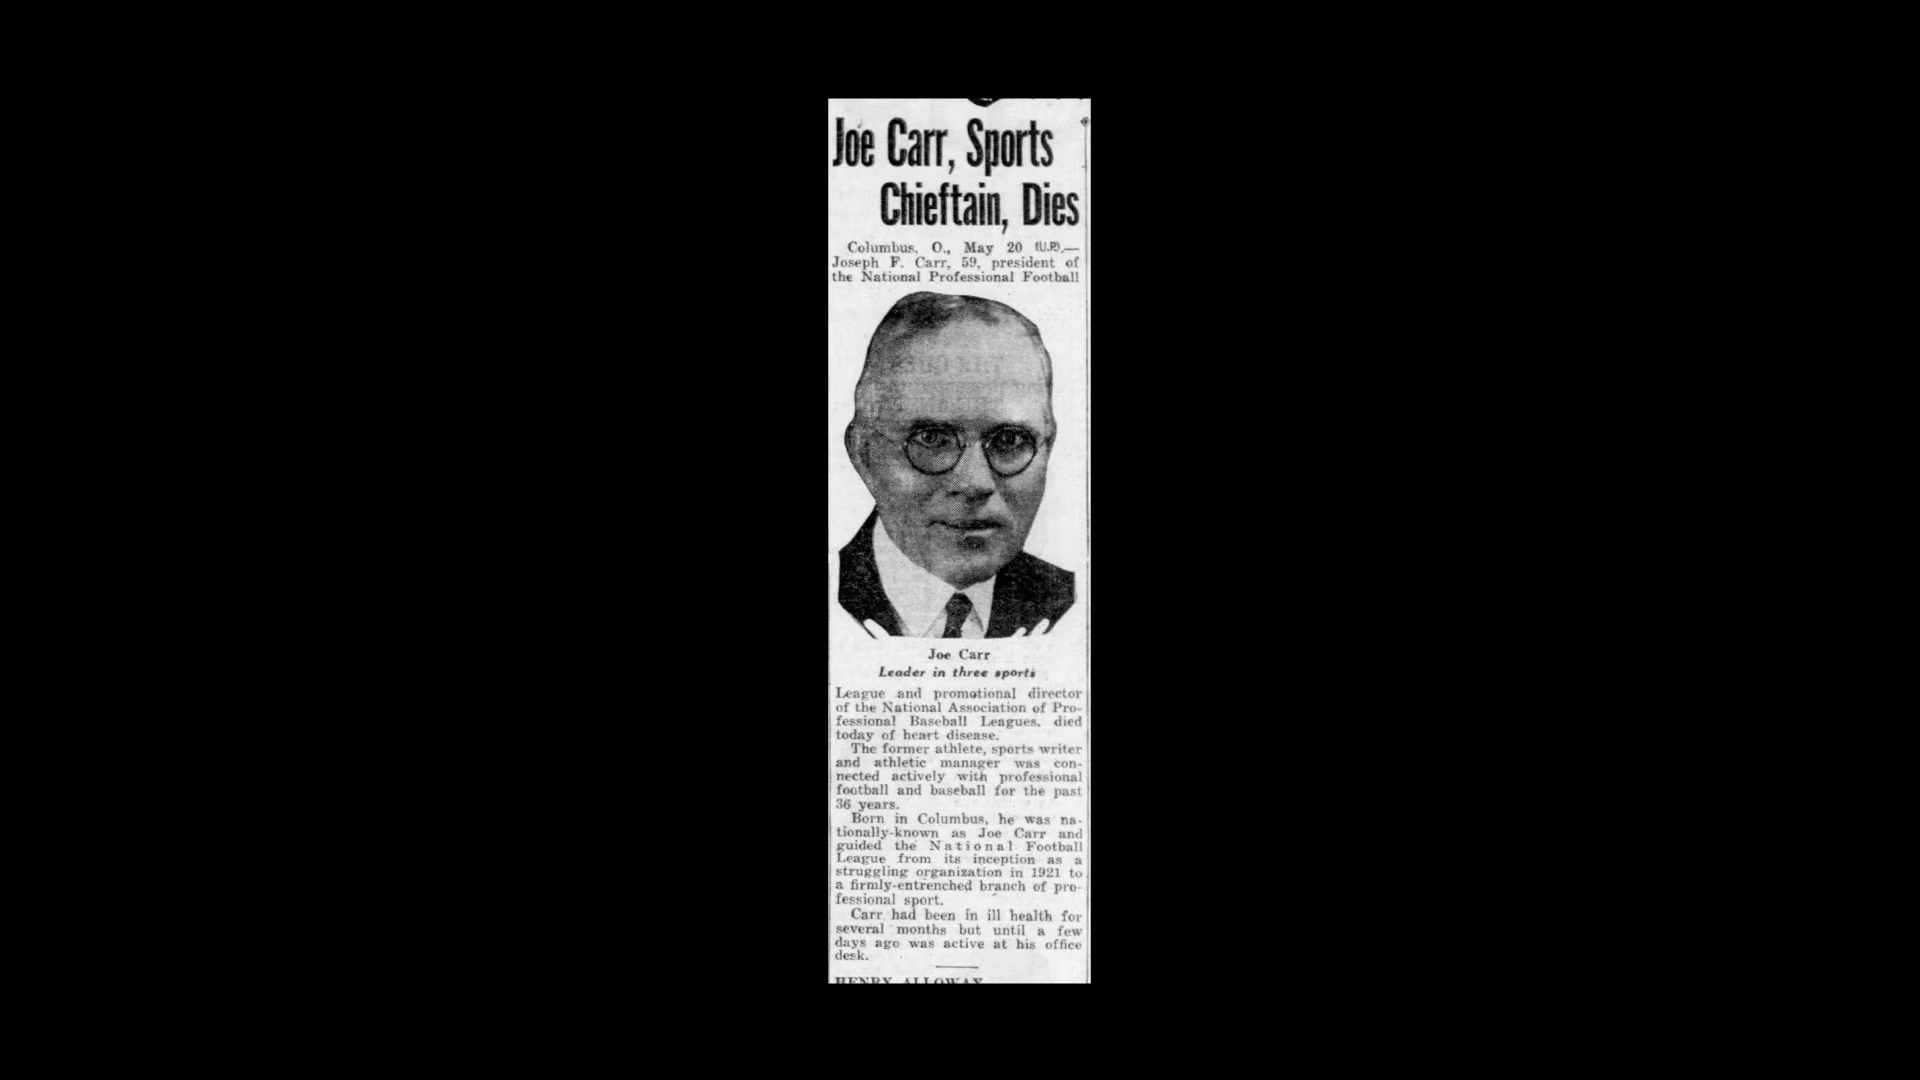 Joe Carr, Sports
Chieftain, Dies
Columbus, O., May 20 (U.P).—
Joseph F. Carr, 59, president of
the National Professional Football
Joe Carr
Leader in three sports
League and promotional director
of the National Association of Pro-
fessional Baseball Leagues, died
today of heart disease.
The former athlete, sports writer
and athletic manager was con-
nected actively with professional
football and baseball for the past
36 years.
Born in Columbus, he was na-
tionally-known as Joe Carr and
guided the National Football
League from its inception as a
struggling organization in 1921 to
a firmly-entrenched branch of pro-
fessional sport.
Carr had been in ill health for
several months but until a few
days ago was active at his office
desk.
HENRY ALLOWAY